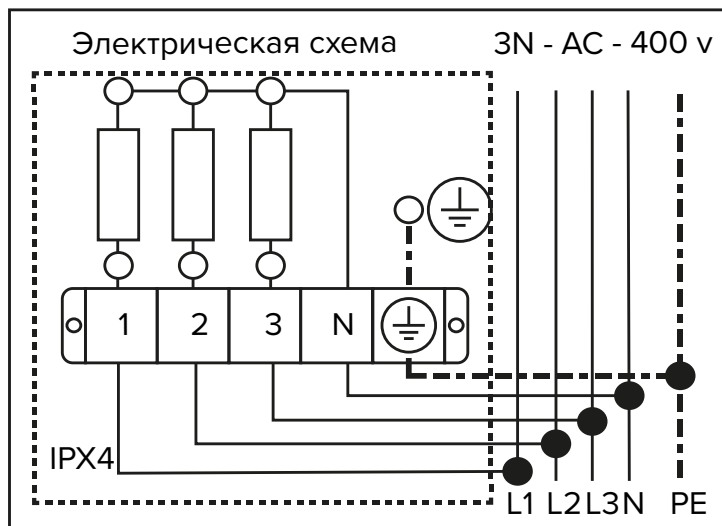 Электрическая схема
3N - AC - 400 v
1 2 3 N
IPX4
L1 L2 L3 N PE